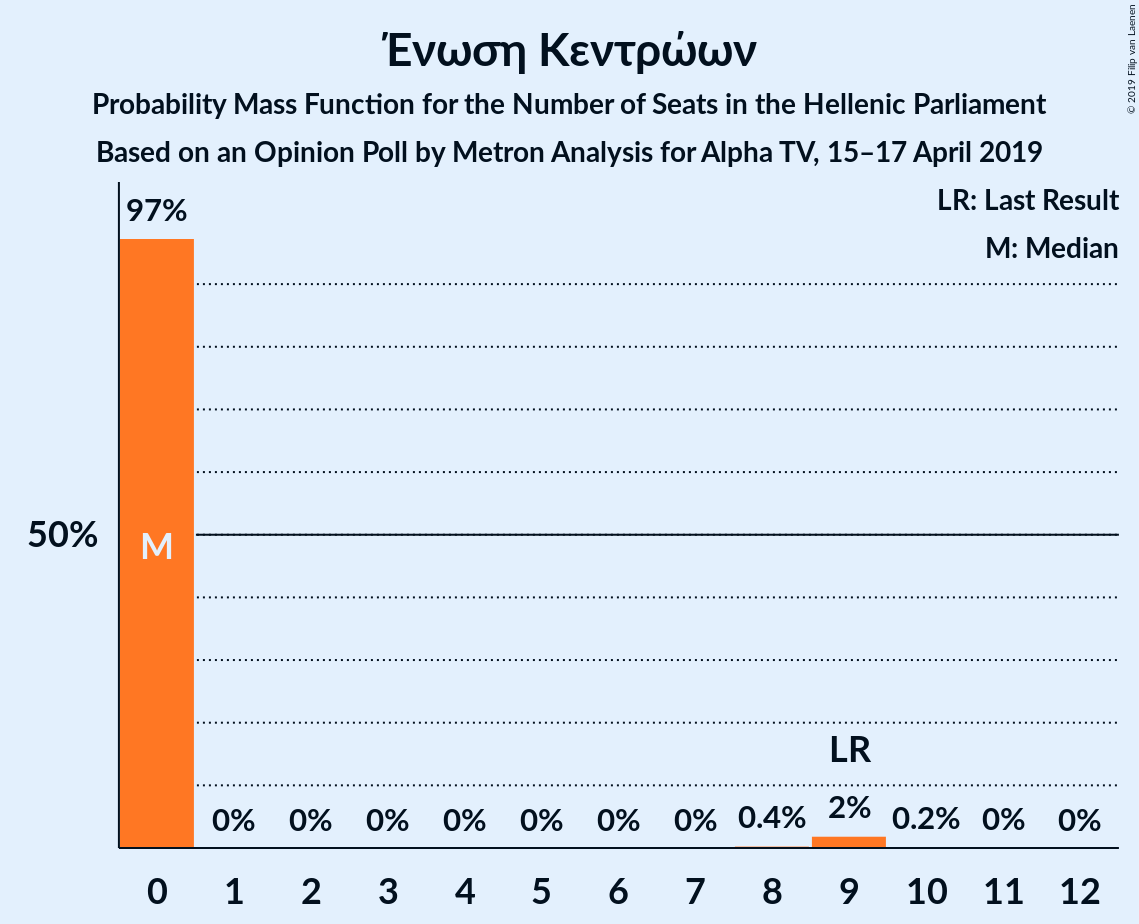 Ένωση Κεντρώων
Probability Mass Function for the Number of Seats in the Hellenic Parliament
Based on an Opinion Poll by Metron Analysis for Alpha TV, 15–17 April 2019
© 2019 Filip van Laenen
LR: Last Result
M: Median
97%
50%
M
LR
0% 0% 0% 0% 0% 0% 0% 0.4% 2% 0.2% 0% 0%
0 1 2 3 4 5 6 7 8 9 10 11 12